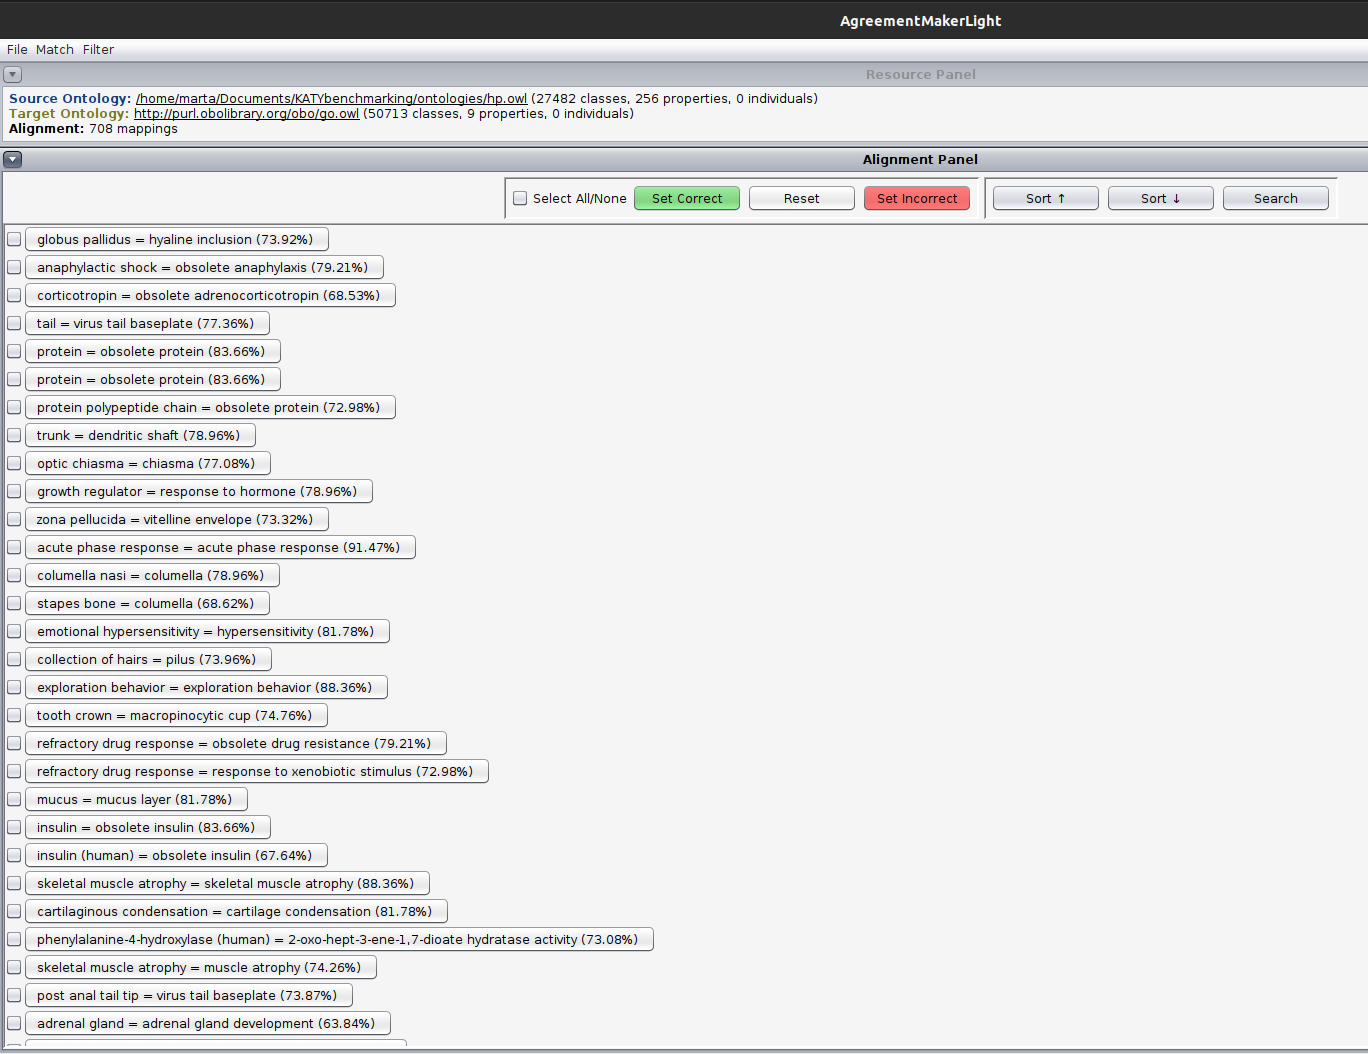 AgreementMakerLight
File Match Filter
Resource Panel
Source Ontology: /home/marta/Documents/KATYbenchmarking/ontologies/hp.owl (27482 classes, 256 properties, 0 individuals)
Target Ontology: http://purl.obolibrary.org/obo/go.owl (50713 classes, 9 properties, 0 individuals)
Alignment: 708 mappings
Alignment Panel
Select All/None Set Correct Reset Set Incorrect Sort ↑ Sort ↓ Search
globus pallidus = hyaline inclusion (73.92%)
anaphylactic shock = obsolete anaphylaxis (79.21%)
corticotropin = obsolete adrenocorticotropin (68.53%)
tail = virus tail baseplate (77.36%)
protein = obsolete protein (83.66%)
protein = obsolete protein (83.66%)
protein polypeptide chain = obsolete protein (72.98%)
trunk = dendritic shaft (78.96%)
optic chiasma = chiasma (77.08%)
growth regulator = response to hormone (78.96%)
zona pellucida = vitelline envelope (73.32%)
acute phase response = acute phase response (91.47%)
columella nasi = columella (78.96%)
stapes bone = columella (68.62%)
emotional hypersensitivity = hypersensitivity (81.78%)
collection of hairs = pilus (73.96%)
exploration behavior = exploration behavior (88.36%)
tooth crown = macropinocytic cup (74.76%)
refractory drug response = obsolete drug resistance (79.21%)
refractory drug response = response to xenobiotic stimulus (72.98%)
mucus = mucus layer (81.78%)
insulin = obsolete insulin (83.66%)
insulin (human) = obsolete insulin (67.64%)
skeletal muscle atrophy = skeletal muscle atrophy (88.36%)
cartilaginous condensation = cartilage condensation (81.78%)
phenylalanine-4-hydroxylase (human) = 2-oxo-hept-3-ene-1,7-dioate hydratase activity (73.08%)
skeletal muscle atrophy = muscle atrophy (74.26%)
post anal tail tip = virus tail baseplate (73.87%)
adrenal gland = adrenal gland development (63.84%)